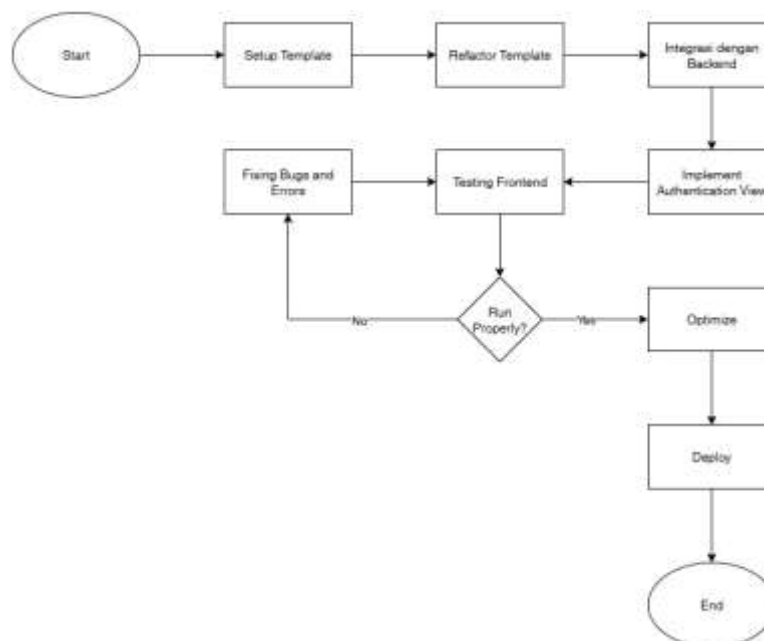 Start
Setup Template
Refactor Template
Integrasi dengan
Backend
Fixing Bugs and
Errors
Testing Frontend
Implement
Authentication View
Run
Properly?
No
Yes
Optimize
Deploy
End